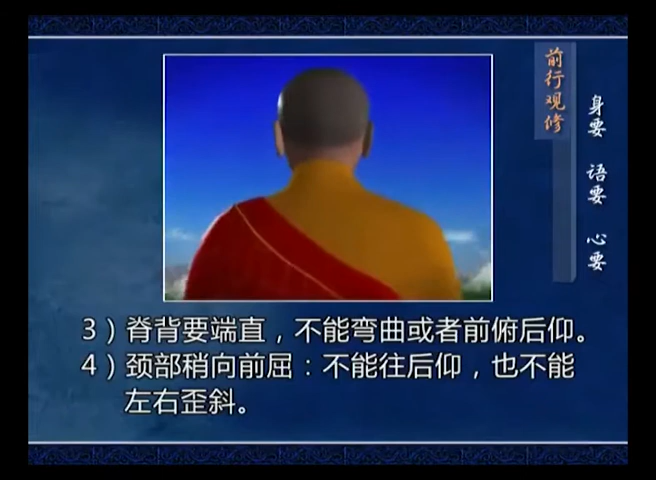 前行观修
身要 语要 心要
3）脊背要端直，不能弯曲或者前俯后仰。
4）颈部稍向前屈：不能往后仰，也不能
左右歪斜。